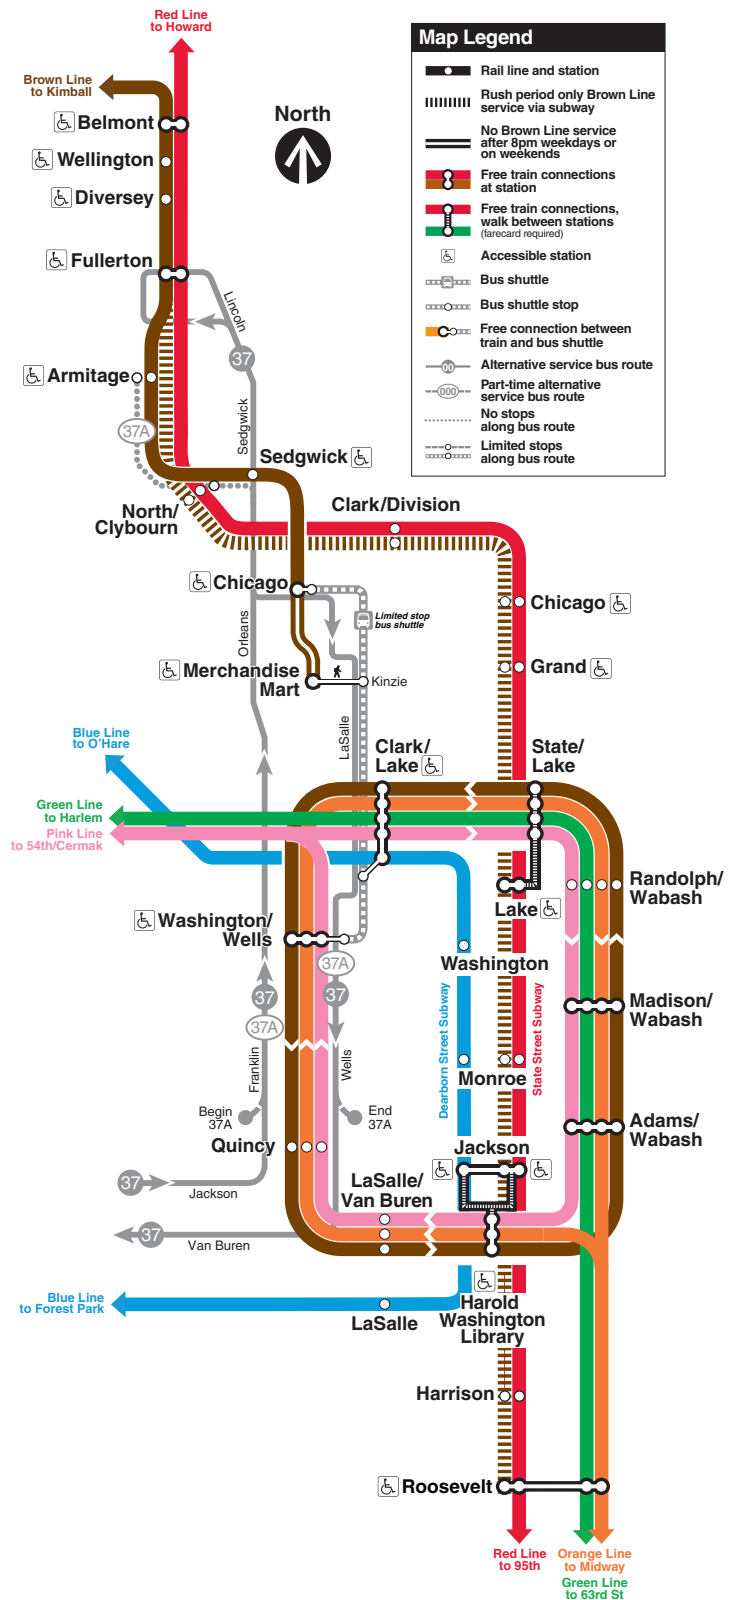 Red Line
to Howard
Brown Line
to Kimball
Belmont
Wellington
Diversey
Fullerton
North
Map Legend
Rail line and station
Rush period only Brown Line
service via subway
No Brown Line service
after 8pm weekdays or
on weekends
Free train connections
at station
Free train connections,
walk between stations
(farecard required)
Accessible station
Bus shuttle
Bus shuttle stop
Free connection between
train and bus shuttle
00
Alternative service bus route
000
Part-time alternative
service bus route
No stops
along bus route
Limited stops
along bus route
Lincoln
37
Armitage
37A
Sedgwick
Sedgwick
North/
Clybourn
Clark/Division
Chicago
Limited stop
bus shuttle
Chicago
Orleans
Merchandise
Mart
Kinzie
Grand
LaSalle
Blue Line
to O'Hare
Clark/
Lake
State/
Lake
Green Line
to Harlem
Pink Line
to 54th/Cermak
Randolph/
Wabash
Lake
Washington/
Wells
37A
37
Washington
37
37A
Madison/
Wabash
Dearborn Street Subway
State Street Subway
Franklin
Wells
Monroe
Begin
37A
End
37A
Adams/
Wabash
Quincy
Jackson
37
Jackson
LaSalle/
Van Buren
37
Van Buren
Blue Line
to Forest Park
LaSalle
Harold
Washington
Library
Harrison
Roosevelt
Red Line
to 95th
Orange Line
to Midway
Green Line
to 63rd St